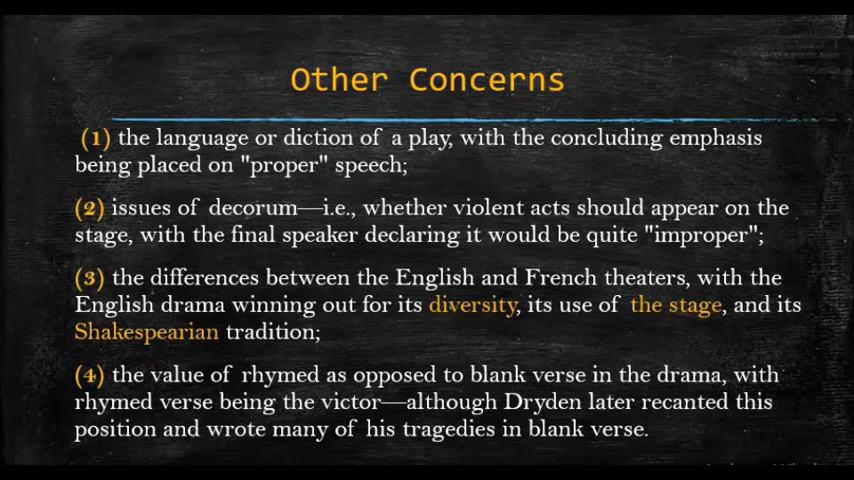 Other Concerns
(1) the language or diction of a play, with the concluding emphasis
being placed on "proper" speech;
(2) issues of decorum—i.e., whether violent acts should appear on the
stage, with the final speaker declaring it would be quite "improper";
(3) the differences between the English and French theaters, with the
English drama winning out for its diversity, its use of the stage, and its
Shakespearian tradition;
(4) the value of rhymed as opposed to blank verse in the drama, with
rhymed verse being the victor—although Dryden later recanted this
position and wrote many of his tragedies in blank verse.